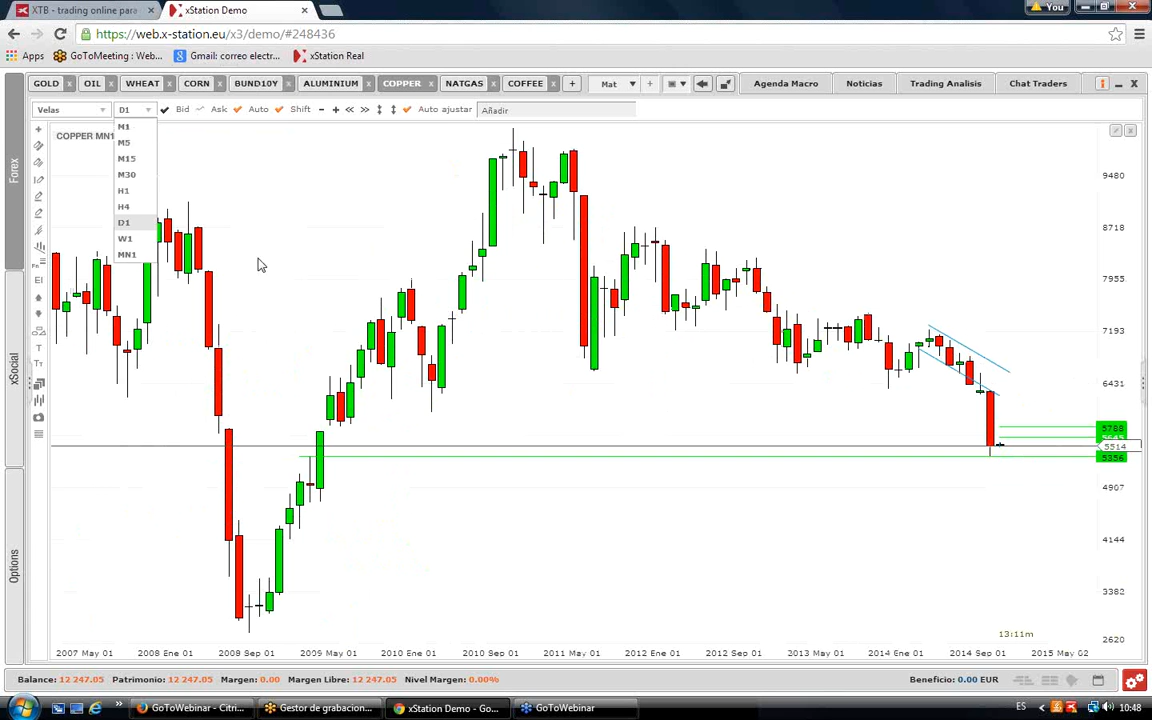 XTB - trading online para
xStation Demo
You
https://web.x-station.eu/x3/demo/#248436
Apps
GoToMeeting : Web...
Gmail: correo electr...
xStation Real
GOLD
OIL
WHEAT
CORN
BUND10Y
ALUMINIUM
COPPER
NATGAS
COFFEE
Mat
Agenda Macro
Noticias
Trading Analisis
Chat Traders
Velas
D1
Bid
Ask
Auto
Shift
Auto ajustar
Añadir
COPPER MN1
M1
M5
M15
M30
H1
H4
D1
W1
MN1
Forex
xSocial
Options
9480
8718
7955
7193
6431
5788
5514
5356
4907
4144
3382
2620
13:11m
2007 May 01
2008 Ene 01
2008 Sep 01
2009 May 01
2010 Ene 01
2010 Sep 01
2011 May 01
2012 Ene 01
2012 Sep 01
2013 May 01
2014 Ene 01
2014 Sep 01
2015 May 02
Balance: 12 247.05
Patrimonio: 12 247.05
Margen: 0.00
Margen Libre: 12 247.05
Nivel Margen: 0.00%
Beneficio: 0.00 EUR
GoToWebinar - Citri...
Gestor de grabacion...
xStation Demo - Go...
GoToWebinar
ES
10:48